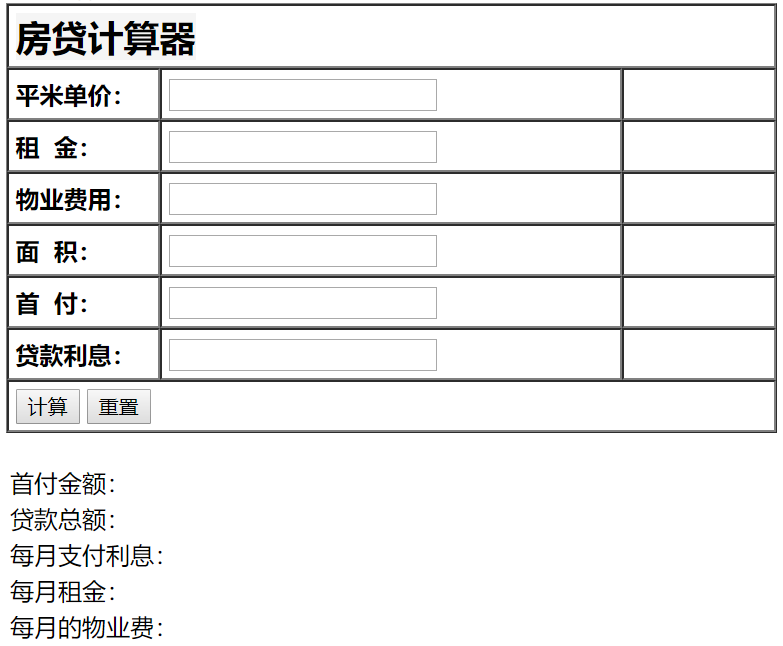 房贷计算器
平米单价：
租 金：
物业费用：
面 积：
首 付：
贷款利息：
计算 重置
首付金额：
贷款总额：
每月支付利息：
每月租金：
每月的物业费：